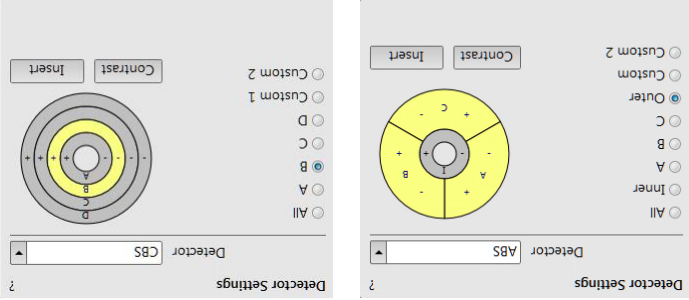 Detector Settings ?
Detector ABS
All
Inner
A
B
C
Outer
Custom
Custom 2
+ -
A I B
- - + +
+ C -
Contrast Insert
Detector Settings ?
Detector CBS
All
A
B
C
D
Custom 1
Custom 2
D
C
B
A
- - - - + + + +
Contrast Insert